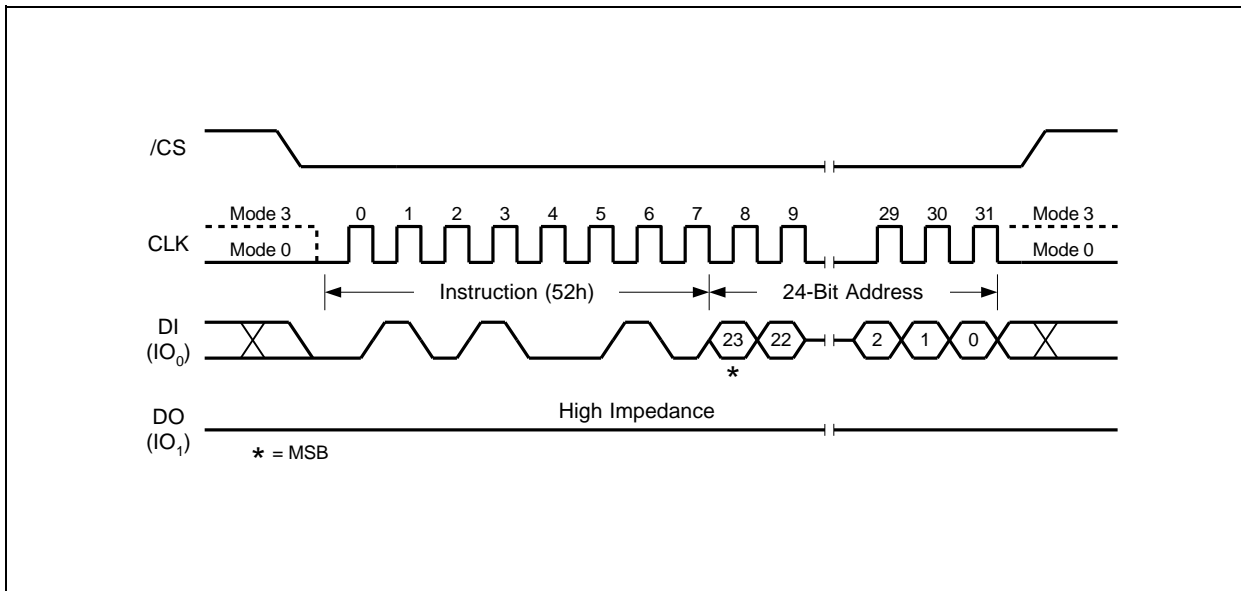 /CS
Mode 3 0 1 2 3 4 5 6 7 8 9 29 30 31 Mode 3
CLK Mode 0 Mode 0
Instruction (52h) 24-Bit Address
DI
(IO₀) 23 22 2 1 0
*
High Impedance
DO
(IO₁)
* = MSB